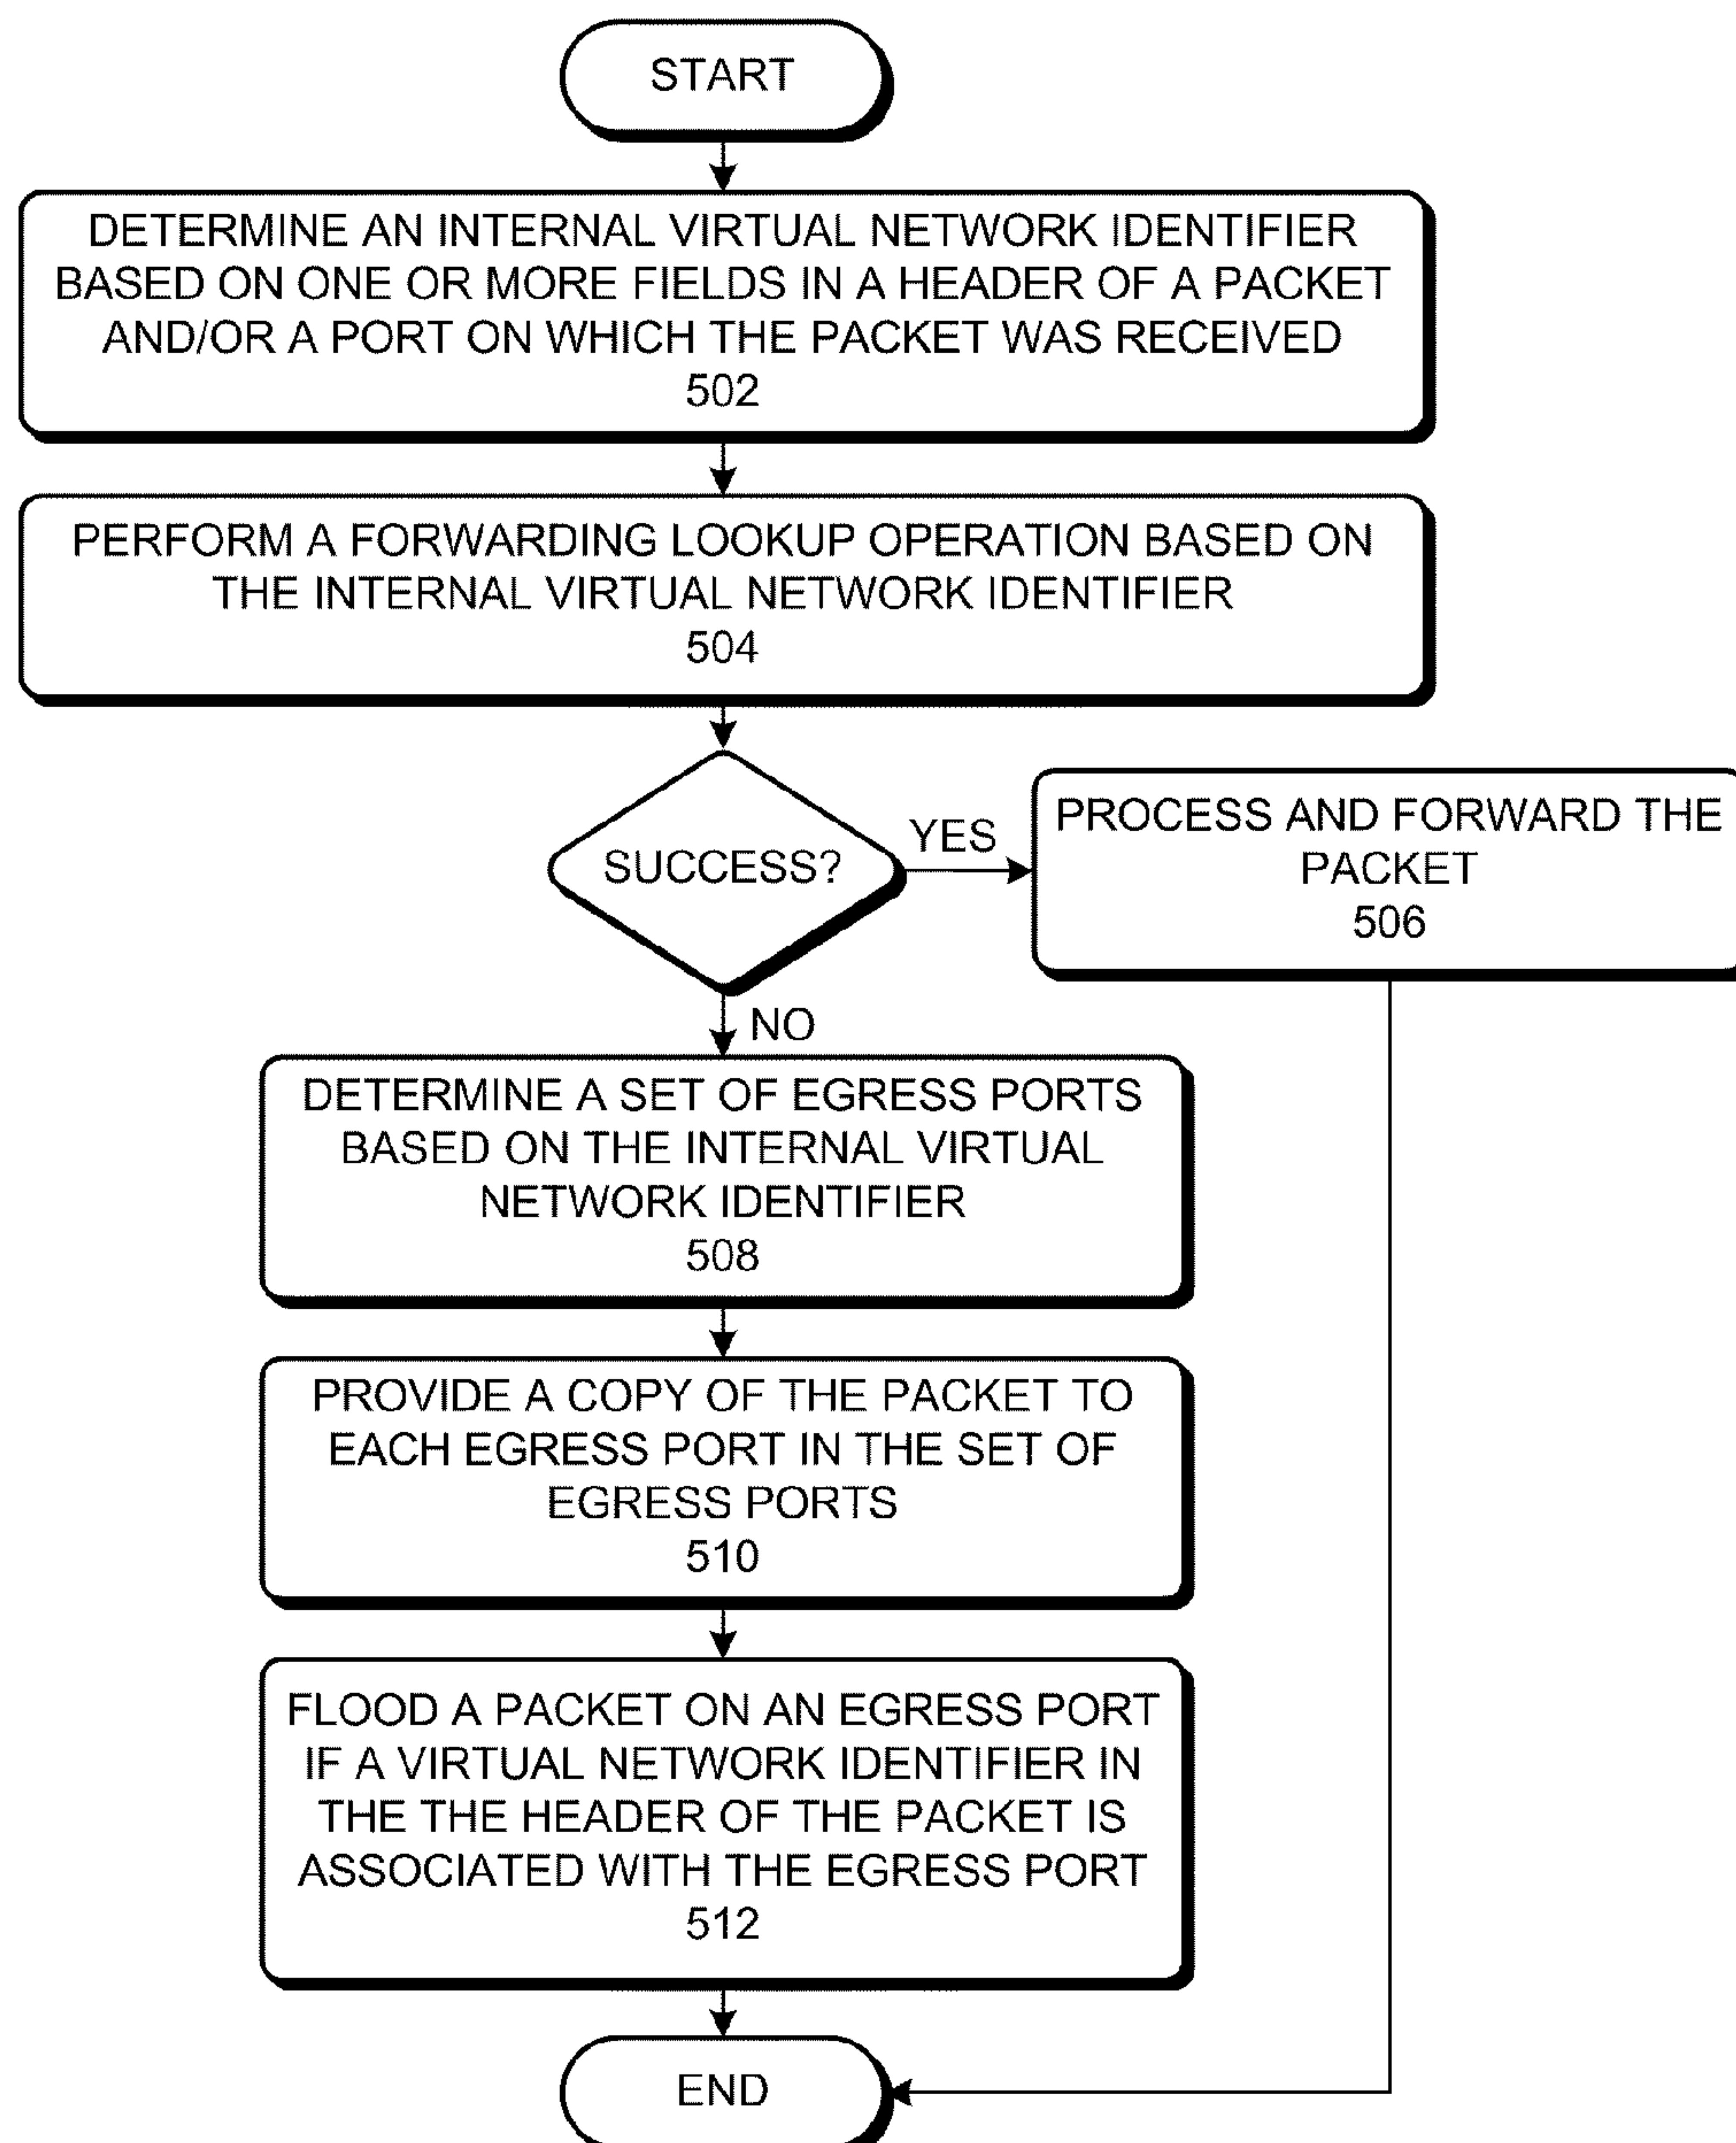 START
DETERMINE AN INTERNAL VIRTUAL NETWORK IDENTIFIER
BASED ON ONE OR MORE FIELDS IN A HEADER OF A PACKET
AND/OR A PORT ON WHICH THE PACKET WAS RECEIVED
502
PERFORM A FORWARDING LOOKUP OPERATION BASED ON
THE INTERNAL VIRTUAL NETWORK IDENTIFIER
504
SUCCESS?
YES
PROCESS AND FORWARD THE
PACKET
506
NO
DETERMINE A SET OF EGRESS PORTS
BASED ON THE INTERNAL VIRTUAL
NETWORK IDENTIFIER
508
PROVIDE A COPY OF THE PACKET TO
EACH EGRESS PORT IN THE SET OF
EGRESS PORTS
510
FLOOD A PACKET ON AN EGRESS PORT
IF A VIRTUAL NETWORK IDENTIFIER IN
THE THE HEADER OF THE PACKET IS
ASSOCIATED WITH THE EGRESS PORT
512
END